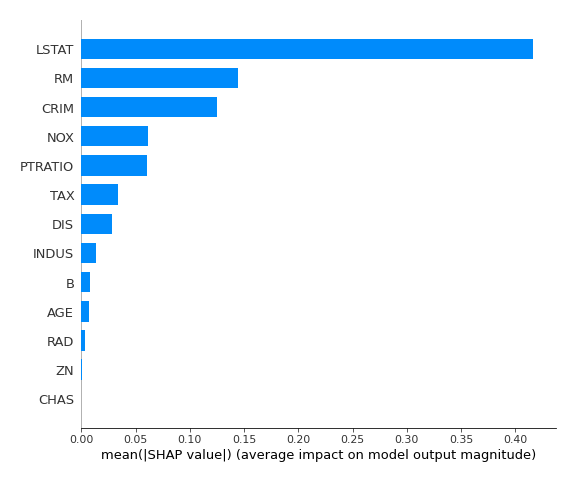 LSTAT
RM
CRIM
NOX
PTRATIO
TAX
DIS
INDUS
B
AGE
RAD
ZN
CHAS
0.00 0.05 0.10 0.15 0.20 0.25 0.30 0.35 0.40
mean(|SHAP value|) (average impact on model output magnitude)